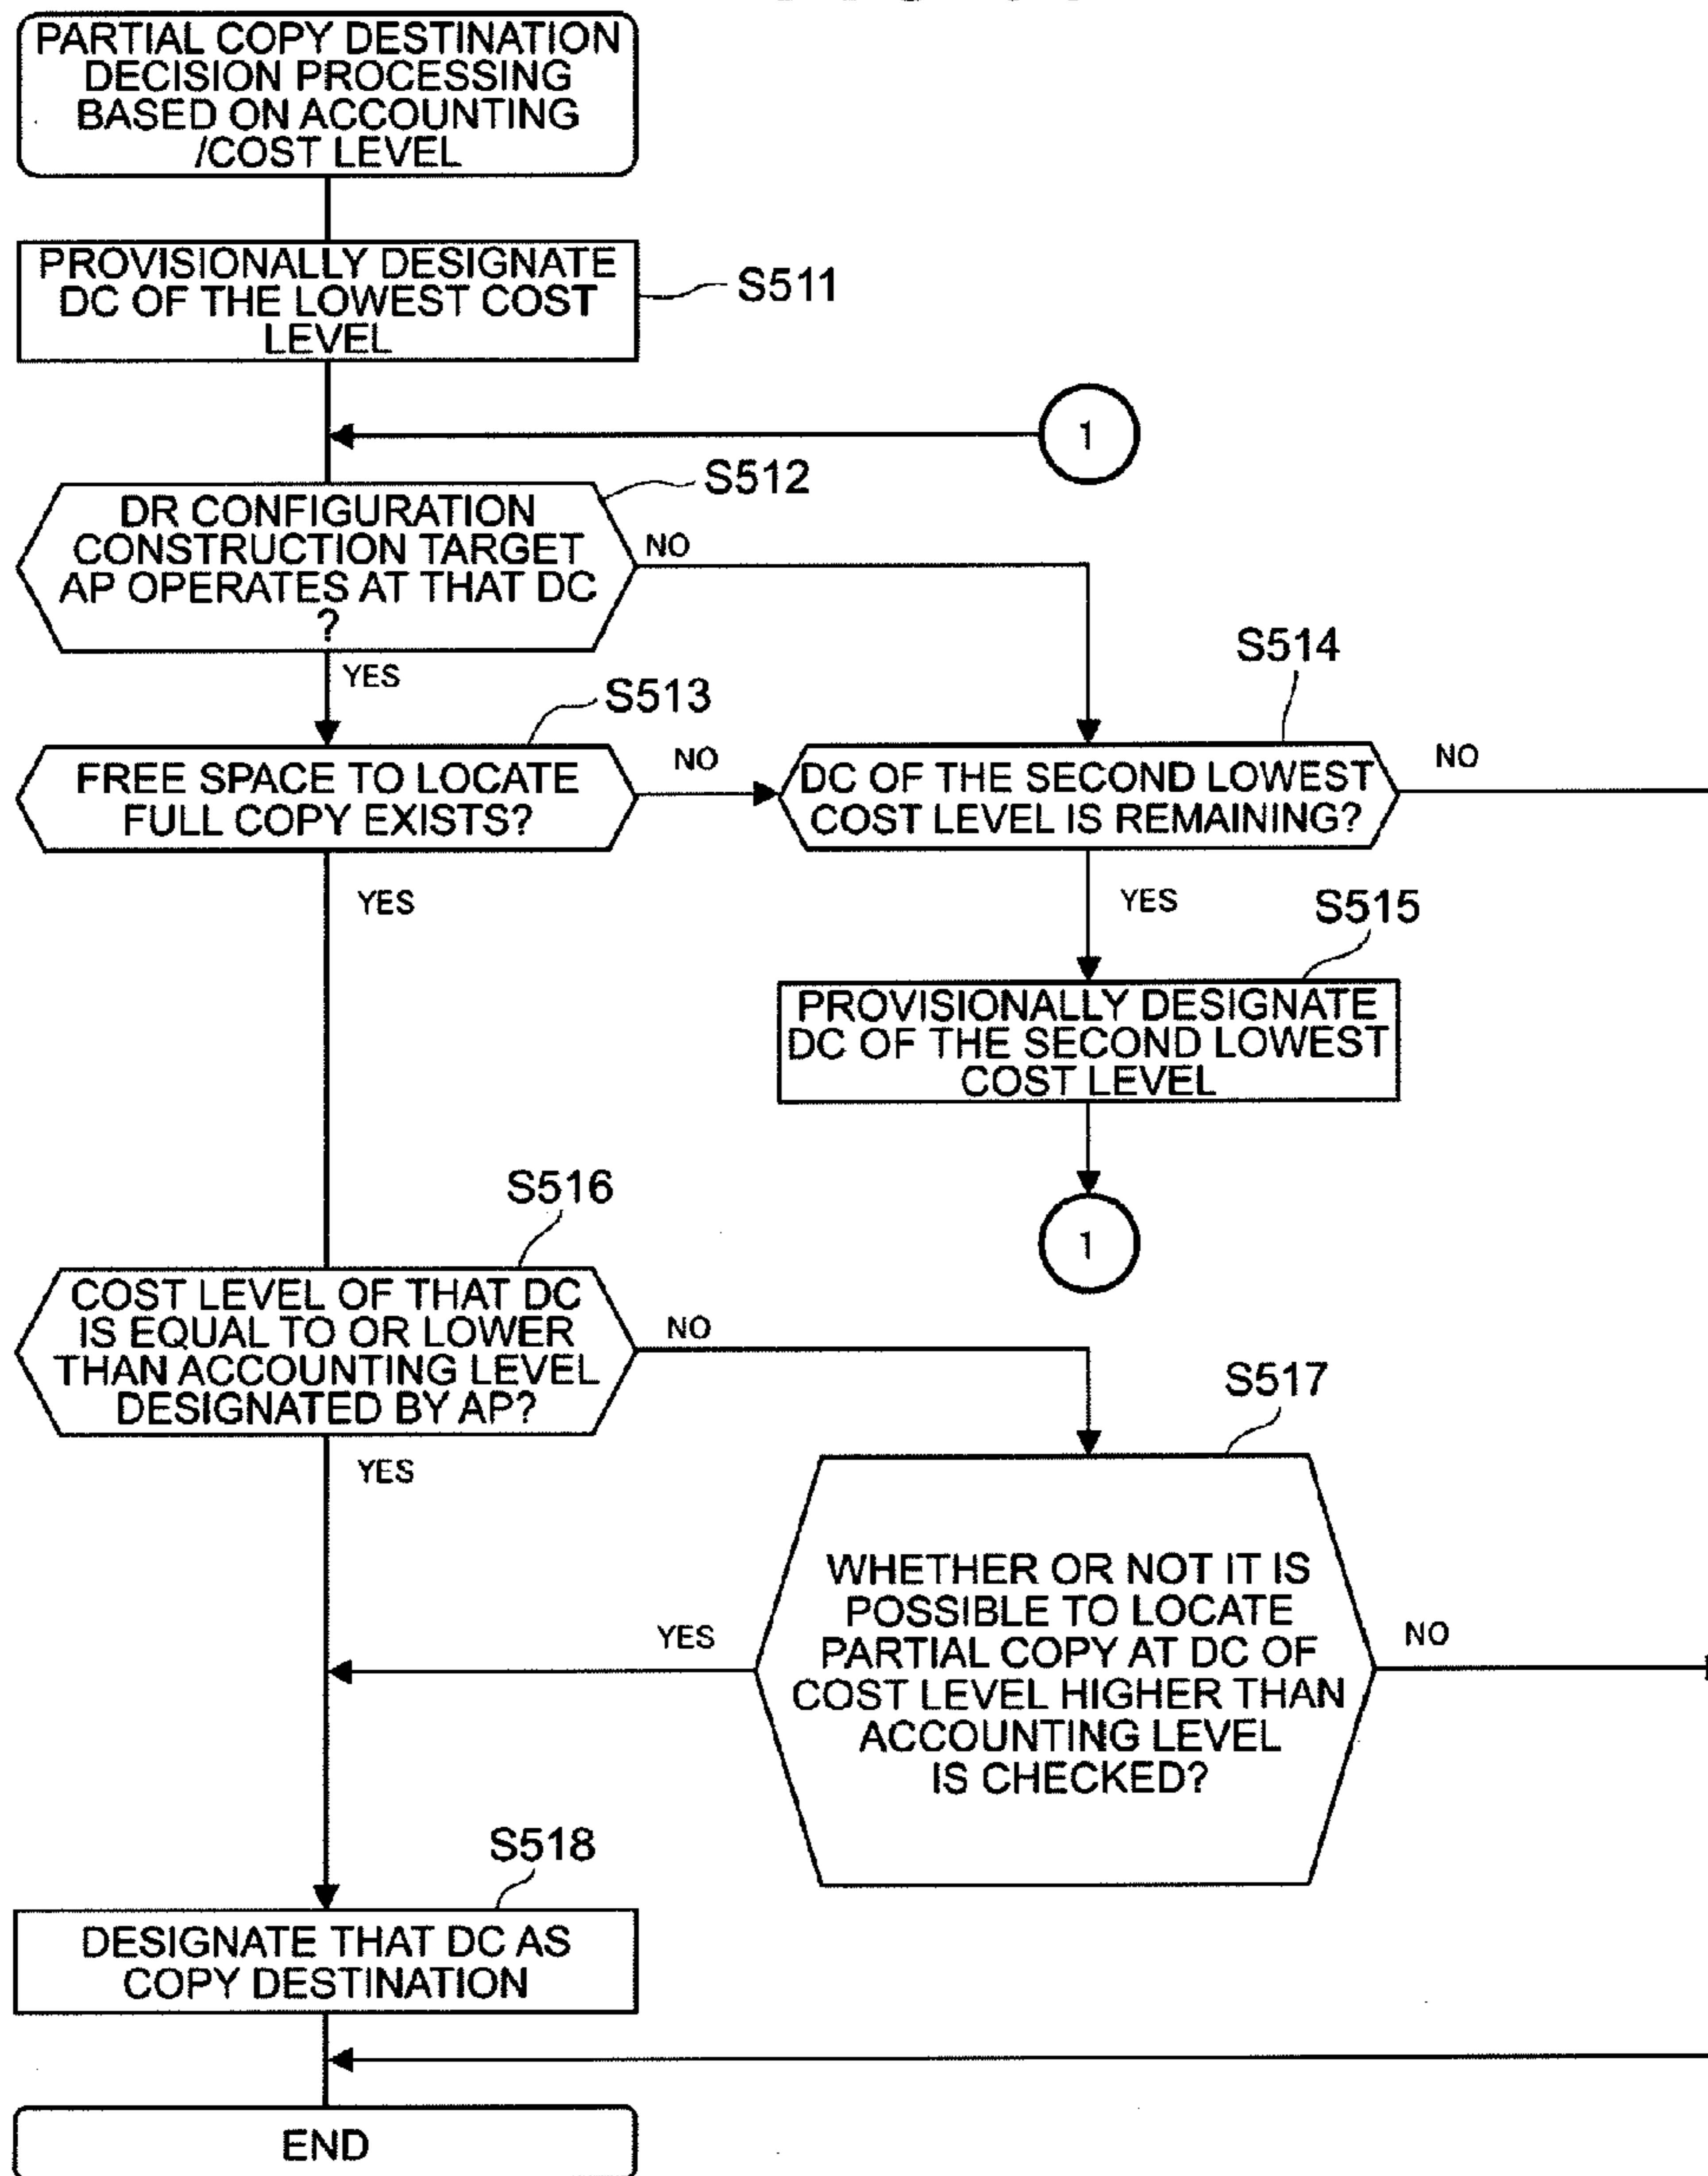 PARTIAL COPY DESTINATION
DECISION PROCESSING
BASED ON ACCOUNTING
/COST LEVEL
PROVISIONALLY DESIGNATE
DC OF THE LOWEST COST
LEVEL
S511
1
S512
DR CONFIGURATION
CONSTRUCTION TARGET
AP OPERATES AT THAT DC
?
NO
YES
S513
FREE SPACE TO LOCATE
FULL COPY EXISTS?
NO
YES
S514
DC OF THE SECOND LOWEST
COST LEVEL IS REMAINING?
NO
YES
S515
PROVISIONALLY DESIGNATE
DC OF THE SECOND LOWEST
COST LEVEL
1
S516
COST LEVEL OF THAT DC
IS EQUAL TO OR LOWER
THAN ACCOUNTING LEVEL
DESIGNATED BY AP?
NO
YES
S517
WHETHER OR NOT IT IS
POSSIBLE TO LOCATE
PARTIAL COPY AT DC OF
COST LEVEL HIGHER THAN
ACCOUNTING LEVEL
IS CHECKED?
YES
NO
S518
DESIGNATE THAT DC AS
COPY DESTINATION
END